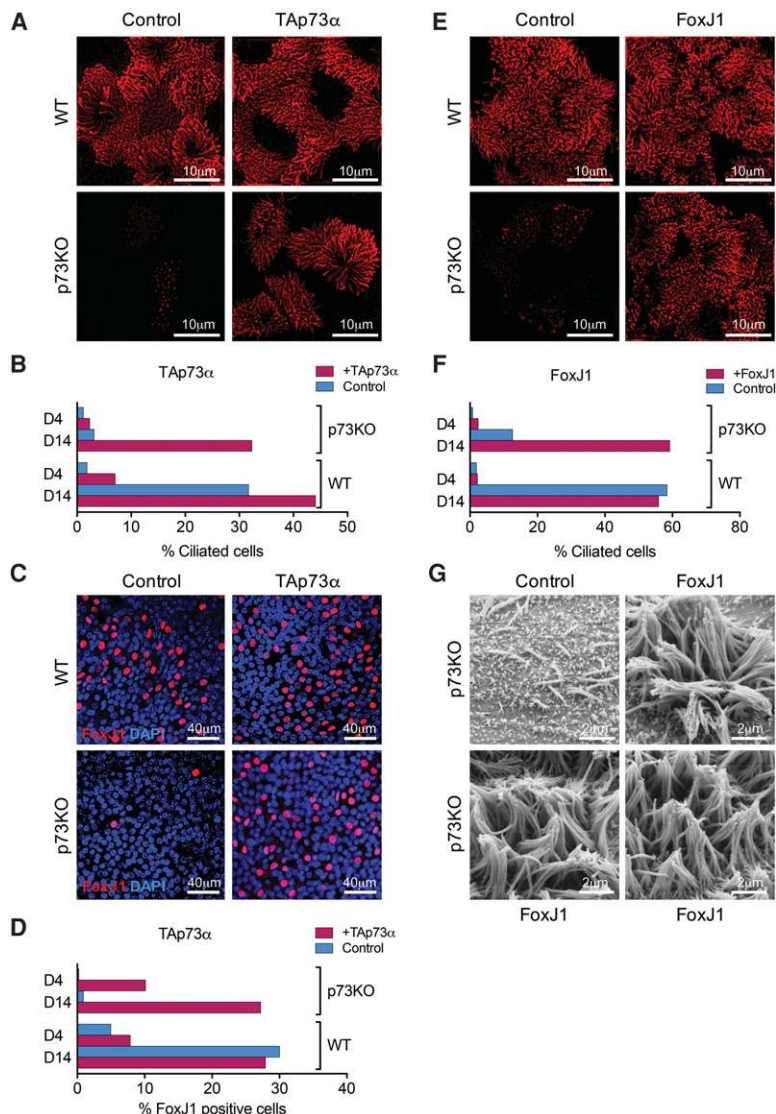 A
Control
TAp73α
WT
10μm
10μm
p73KO
10μm
10μm
B
TAp73α
+TAp73α
Control
D4
D14
p73KO
D4
D14
WT
0 10 20 30 40 50
% Ciliated cells
C
Control
TAp73α
WT
FoxJ1 DAPI
40μm
40μm
p73KO
FoxJ1 DAPI
40μm
40μm
D
TAp73α
+TAp73α
Control
D4
D14
p73KO
D4
D14
WT
0 10 20 30 40
% FoxJ1 positive cells
E
Control
FoxJ1
WT
10μm
10μm
p73KO
10μm
10μm
F
FoxJ1
+FoxJ1
Control
D4
D14
p73KO
D4
D14
WT
0 20 40 60 80
% Ciliated cells
G
Control
FoxJ1
p73KO
2μm
2μm
p73KO
2μm
2μm
FoxJ1
FoxJ1